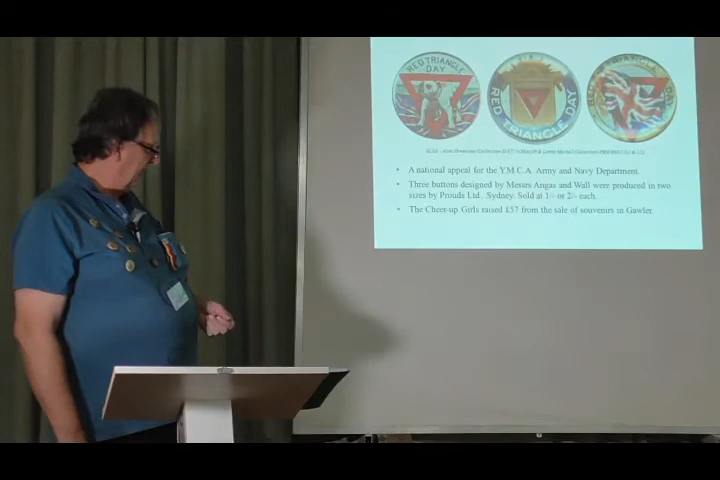 RED TRIANGLE
DAY
RED TRIANGLE DAY
TRIANGLE
• A national appeal for the Y.M.C.A. Army and Navy Department.
• Three buttons designed by Messrs Angas and Wall were produced in two
sizes by Prouds Ltd. Sydney. Sold at 1/- or 2/- each.
• The Cheer-up Girls raised £57 from the sale of souvenirs in Gawler.